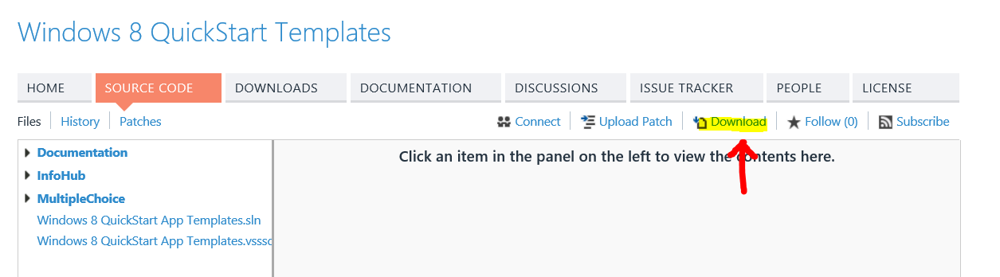 Windows 8 QuickStart Templates
HOME SOURCE CODE DOWNLOADS DOCUMENTATION DISCUSSIONS ISSUE TRACKER PEOPLE LICENSE
Files History Patches Connect Upload Patch Download Follow (0) Subscribe
Documentation
InfoHub
MultipleChoice
Windows 8 QuickStart App Templates.sln
Windows 8 QuickStart App Templates.vsssc
Click an item in the panel on the left to view the contents here.